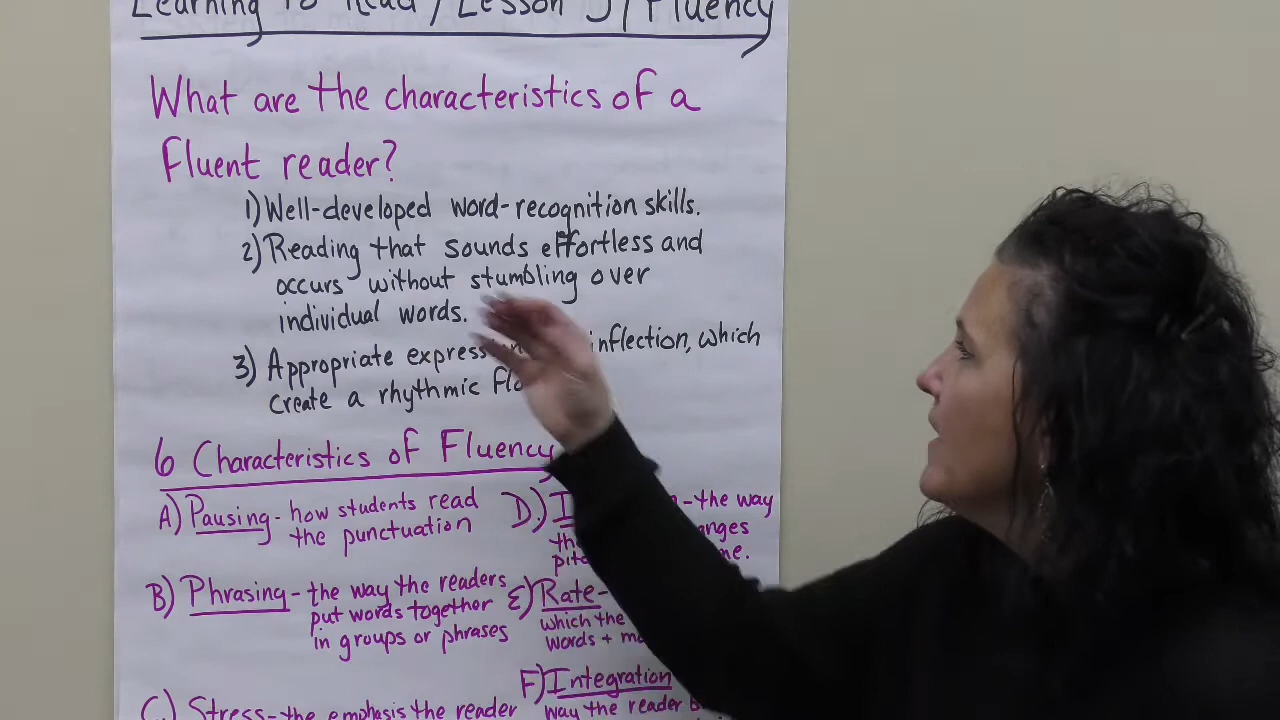 Learning to Read / Lesson 5 / Fluency
What are the characteristics of a
Fluent reader?
1) Well-developed word-recognition skills.
2) Reading that sounds effortless and
occurs without stumbling over
individual words.
3) Appropriate inflection, which
create a rhythmic
6 Characteristics of Fluency
A) Pausing - how students read
the punctuation
B) Phrasing - the way the readers
put words together
in groups or phrases
C) Stress - the emphasis the reader
D) - the way
E) Rate -
which the
words +
F) Integration
way the reader